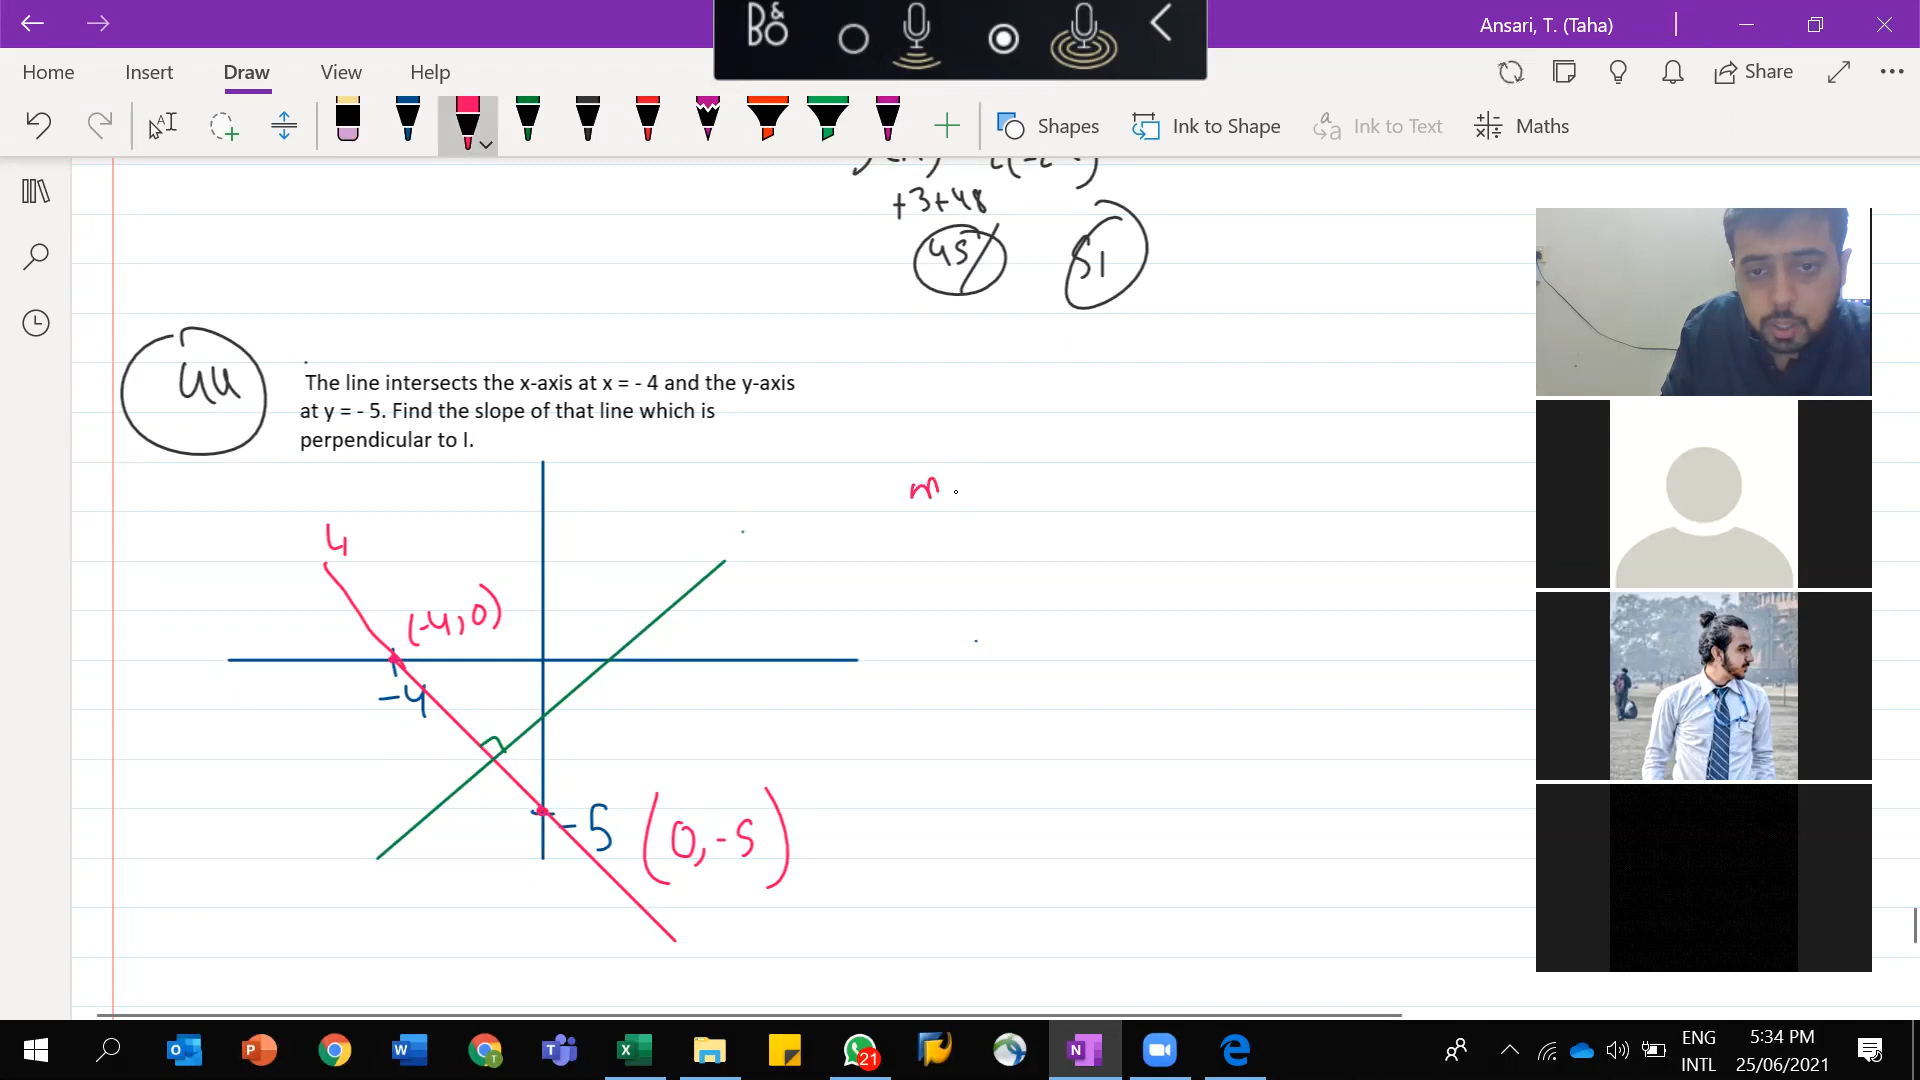 B&O
Ansari, T. (Taha)
Home Insert Draw View Help
Share
Shapes Ink to Shape Ink to Text Maths
+3+48
45
51
44
The line intersects the x-axis at x = - 4 and the y-axis
at y = - 5. Find the slope of that line which is
perpendicular to l.
m
(-4,0)
-4
-5 (0,-5)
21
ENG 5:34 PM
INTL 25/06/2021